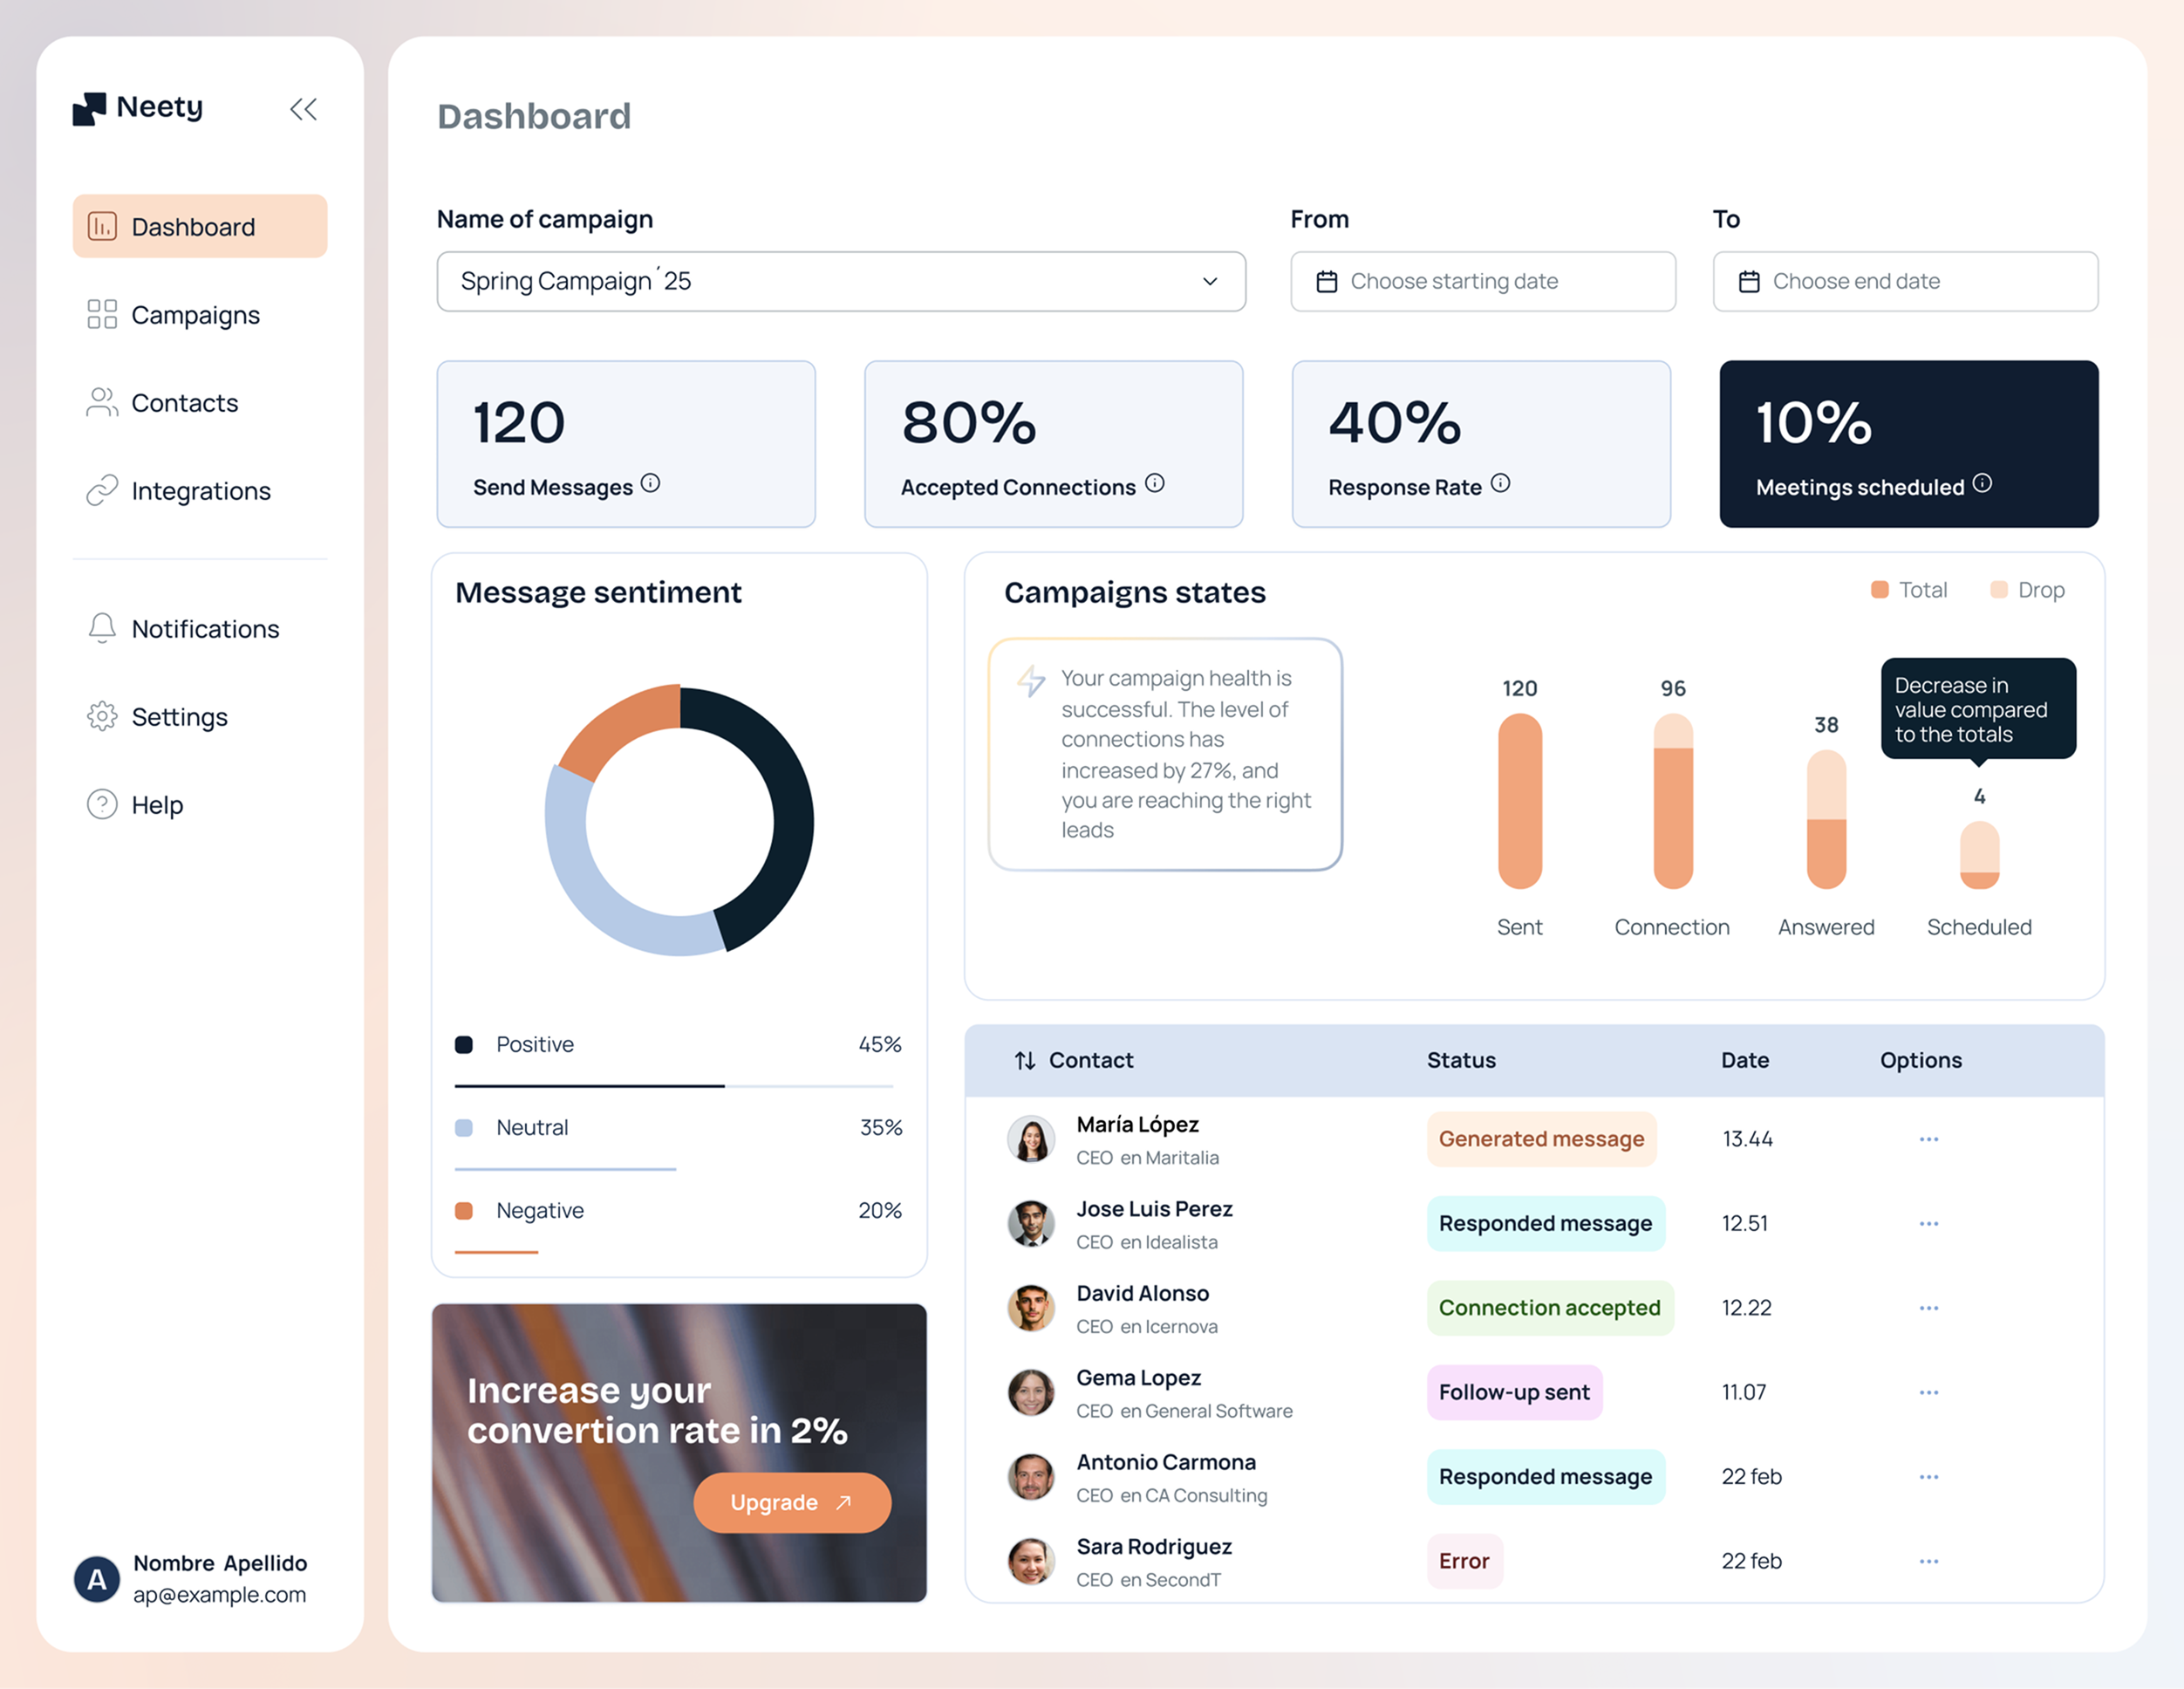 Neety
Dashboard
Campaigns
Contacts
Integrations
Notifications
Settings
Help
A
Nombre Apellido
ap@example.com
Dashboard
Name of campaign
Spring Campaign´25
From
Choose starting date
To
Choose end date
120
Send Messages
80%
Accepted Connections
40%
Response Rate
10%
Meetings scheduled
Message sentiment
Positive 45%
Neutral 35%
Negative 20%
Increase your
convertion rate in 2%
Upgrade
Campaigns states
Total
Drop
Your campaign health is
successful. The level of
connections has
increased by 27%, and
you are reaching the right
leads
120
96
38
4
Decrease in
value compared
to the totals
Sent
Connection
Answered
Scheduled
Contact Status Date Options
María López
CEO en Maritalia
Generated message
13.44
Jose Luis Perez
CEO en Idealista
Responded message
12.51
David Alonso
CEO en Icernova
Connection accepted
12.22
Gema Lopez
CEO en General Software
Follow-up sent
11.07
Antonio Carmona
CEO en CA Consulting
Responded message
22 feb
Sara Rodriguez
CEO en SecondT
Error
22 feb